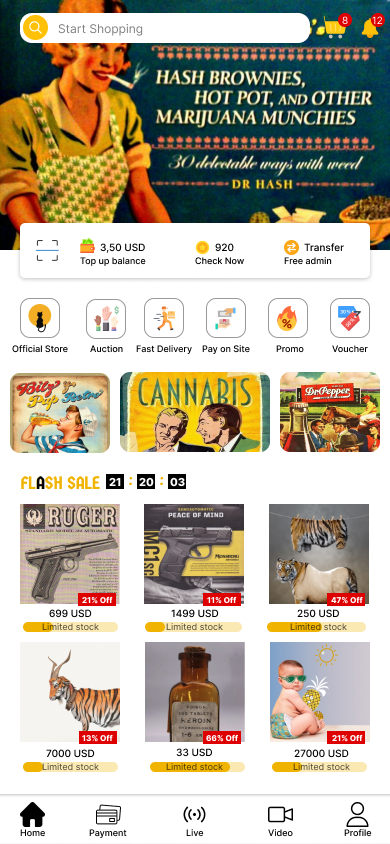 Start Shopping
8
12
HASH BROWNIES,
HOT POT, AND OTHER
MARIJUANA MUNCHIES
30 delectable ways with weed
DR HASH
3,50 USD
Top up balance
920
Check Now
Transfer
Free admin
Official Store
Auction
Fast Delivery
Pay on Site
Promo
Voucher
CANNABIS
Dr.Pepper
FLASH SALE 21 : 20 : 03
RUGER
21% Off
699 USD
Limited stock
SEMIAUTOMATIC
PEACE OF MIND
MC1sc
MOSSBERG
11% Off
1499 USD
Limited stock
47% Off
250 USD
Limited stock
13% Off
7000 USD
Limited stock
HEROIN
66% Off
33 USD
Limited stock
21% Off
27000 USD
Limited stock
Home
Payment
Live
Video
Profile